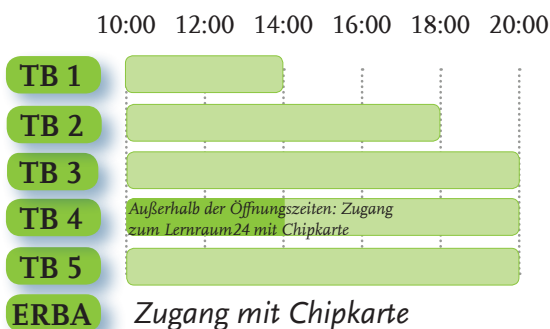 10:00 12:00 14:00 16:00 18:00 20:00
TB 1
TB 2
TB 3
TB 4 Außerhalb der Öffnungszeiten: Zugang
zum Lernraum24 mit Chipkarte
TB 5
ERBA Zugang mit Chipkarte